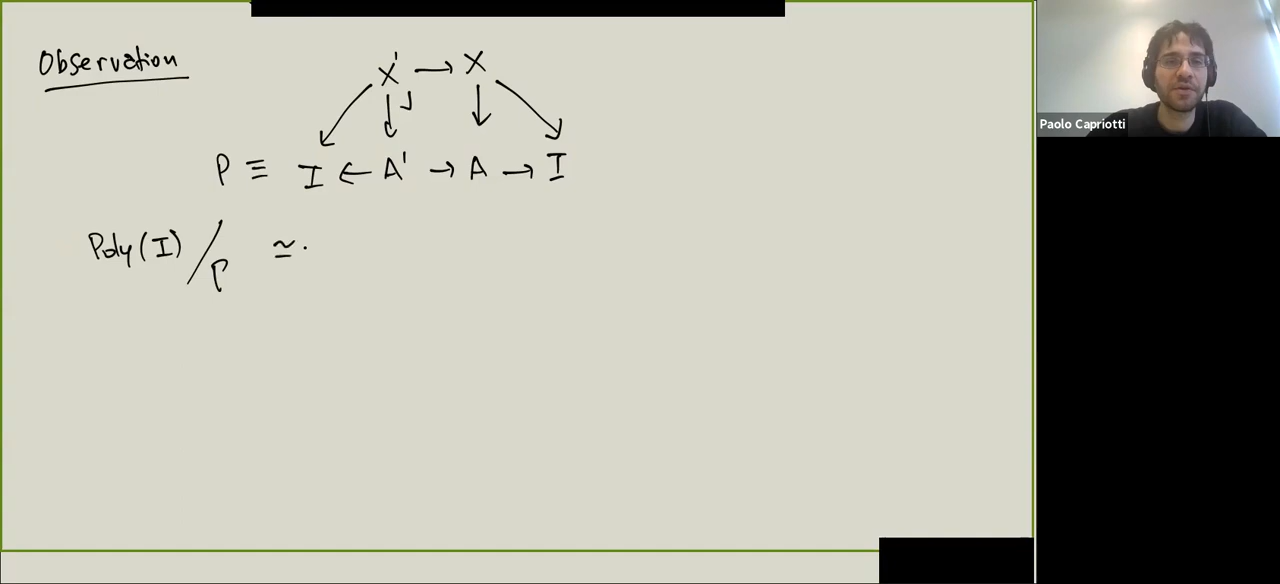 Observation
X' → X
P ≡ I ← A' → A → I
Poly(I) / P ≃
Paolo Capriotti